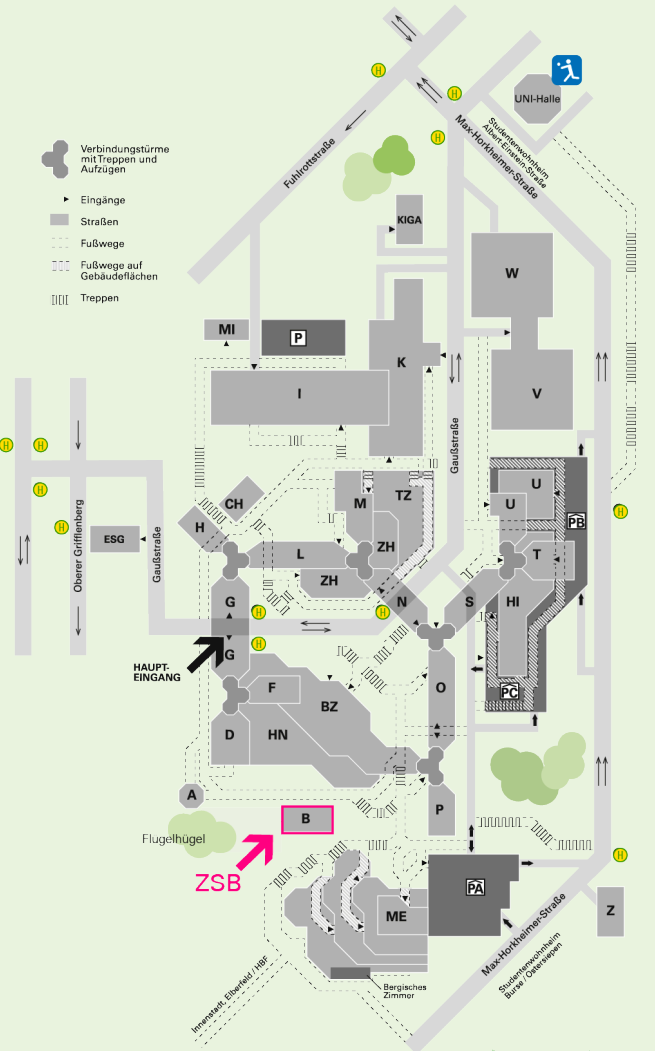 H
UNI-Halle
H
H
Max-Horkheimer-Straße
Studentenwohnheim
Albert-Einstein-Straße
Fuhlrottstraße
Verbindungstürme
mit Treppen und
Aufzügen
Eingänge
Straßen
Fußwege
Fußwege auf
Gebäudeflächen
Treppen
KIGA
W
MI
P
K
I
V
Gaußstraße
H
H
H
H
Oberer Grifflenberg
ESG
Gaußstraße
CH
H
M
TZ
ZH
L
ZH
U
U
PB
H
T
G
H
H
N
S
HI
G
HAUPT-
EINGANG
H
F
BZ
O
PC
D
HN
A
B
P
Flugelhügel
ZSB
H
PA
ME
Z
Max-Horkheimer-Straße
Studentenwohnheim
Burse / Ostersiepen
Innenstadt, Elberfeld / HBF
Bergisches
Zimmer